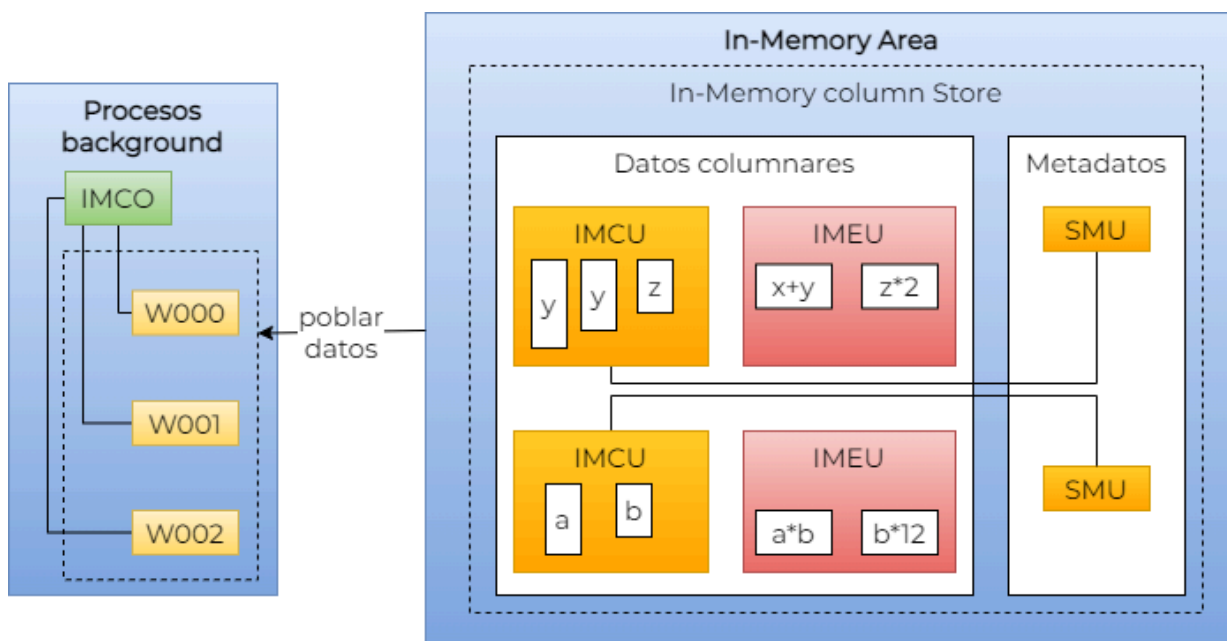 Procesos
background
IMCO
W000
W001
W002
poblar
datos
In-Memory Area
In-Memory column Store
Datos columnares
IMCU
y
y
z
IMEU
x+y
z*2
IMCU
a
b
IMEU
a*b
b*12
Metadatos
SMU
SMU